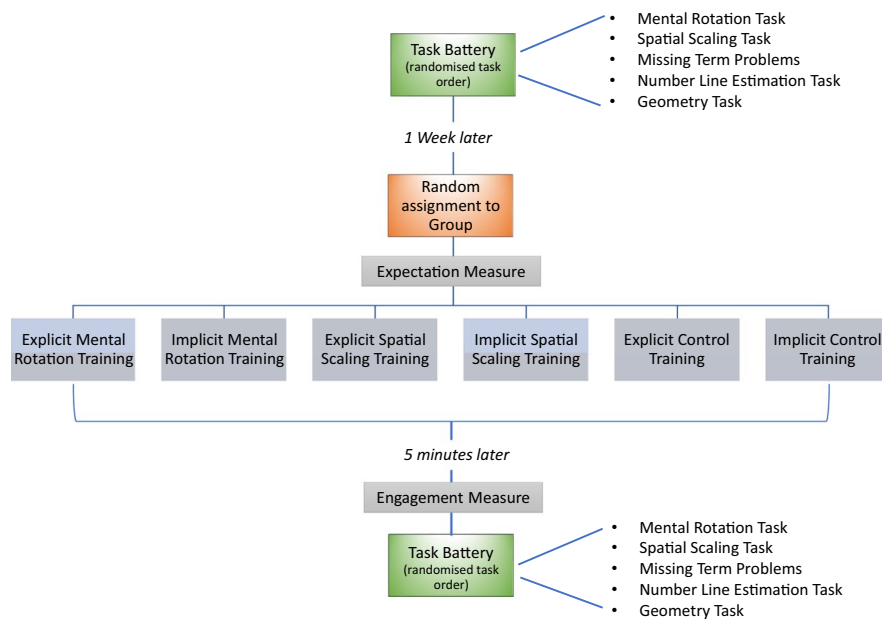 Task Battery
(randomised task
order)
• Mental Rotation Task
• Spatial Scaling Task
• Missing Term Problems
• Number Line Estimation Task
• Geometry Task
1 Week later
Random
assignment to
Group
Expectation Measure
Explicit Mental
Rotation Training
Implicit Mental
Rotation Training
Explicit Spatial
Scaling Training
Implicit Spatial
Scaling Training
Explicit Control
Training
Implicit Control
Training
5 minutes later
Engagement Measure
Task Battery
(randomised task
order)
• Mental Rotation Task
• Spatial Scaling Task
• Missing Term Problems
• Number Line Estimation Task
• Geometry Task